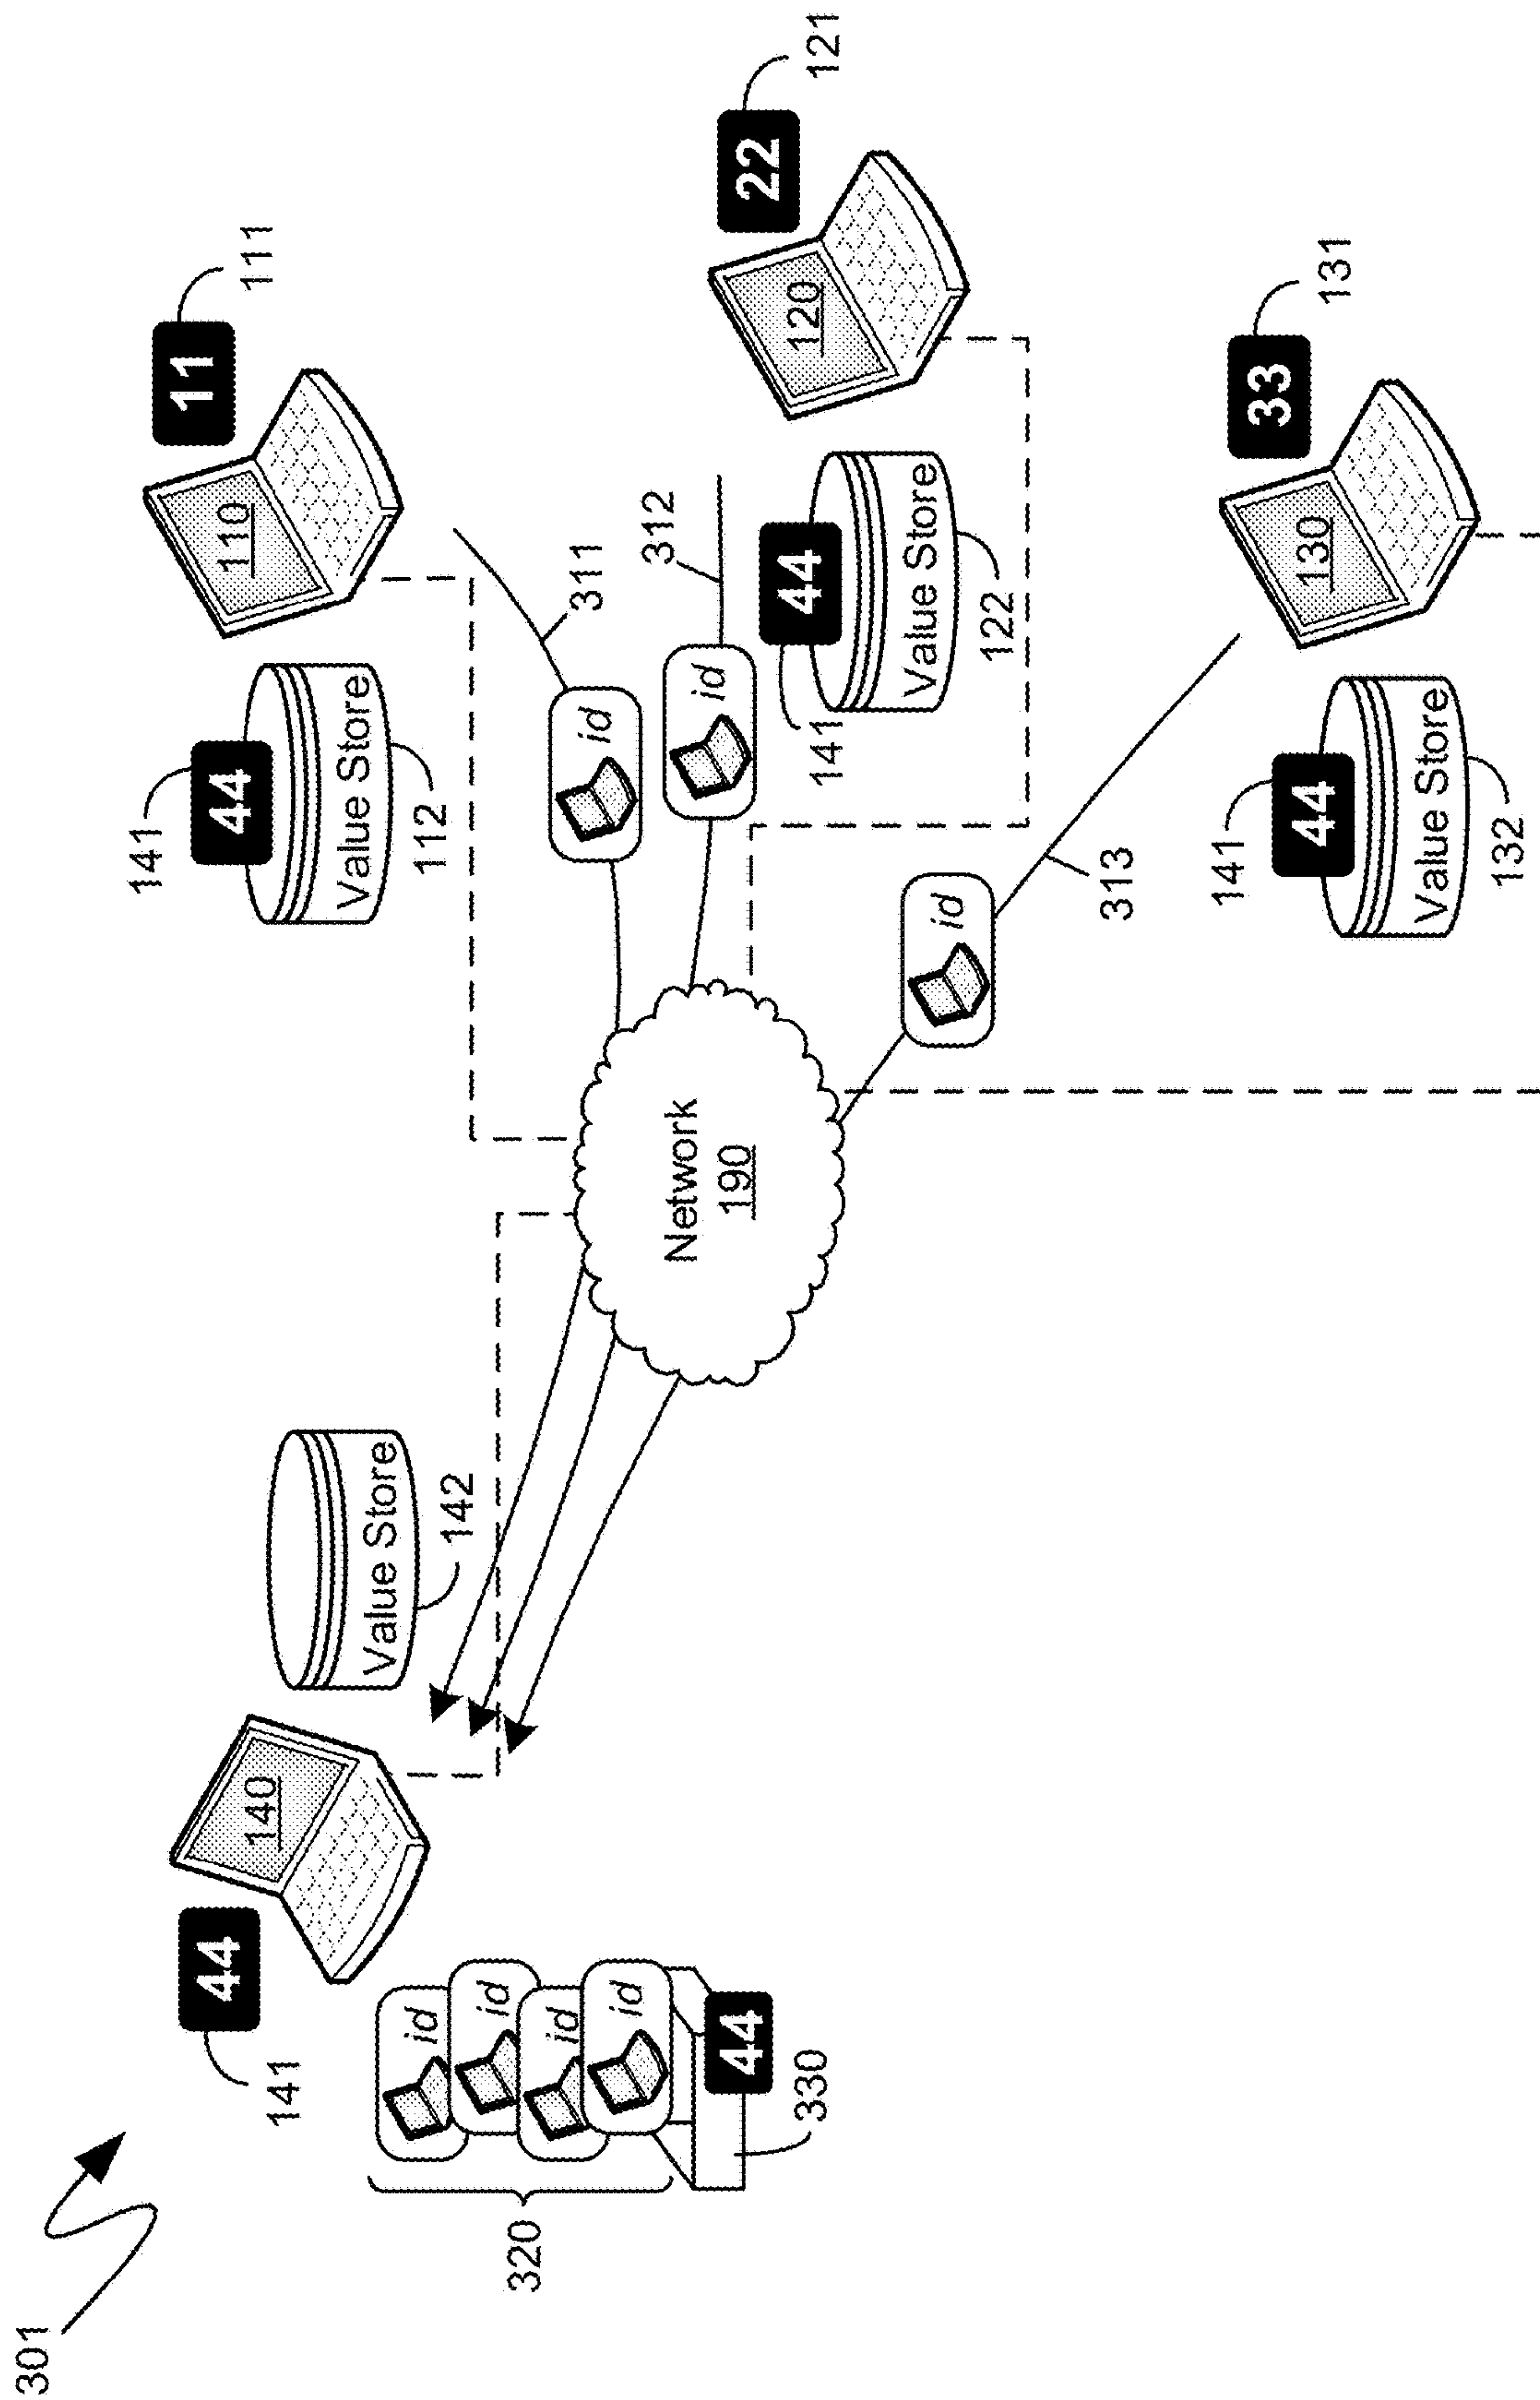 301
141
44
140
Value Store
142
320
id
id
id
id
44
330
Network
190
141
44
Value Store
112
110
11
111
id
311
id
312
141
44
Value Store
122
120
22
121
id
313
141
44
Value Store
132
130
33
131